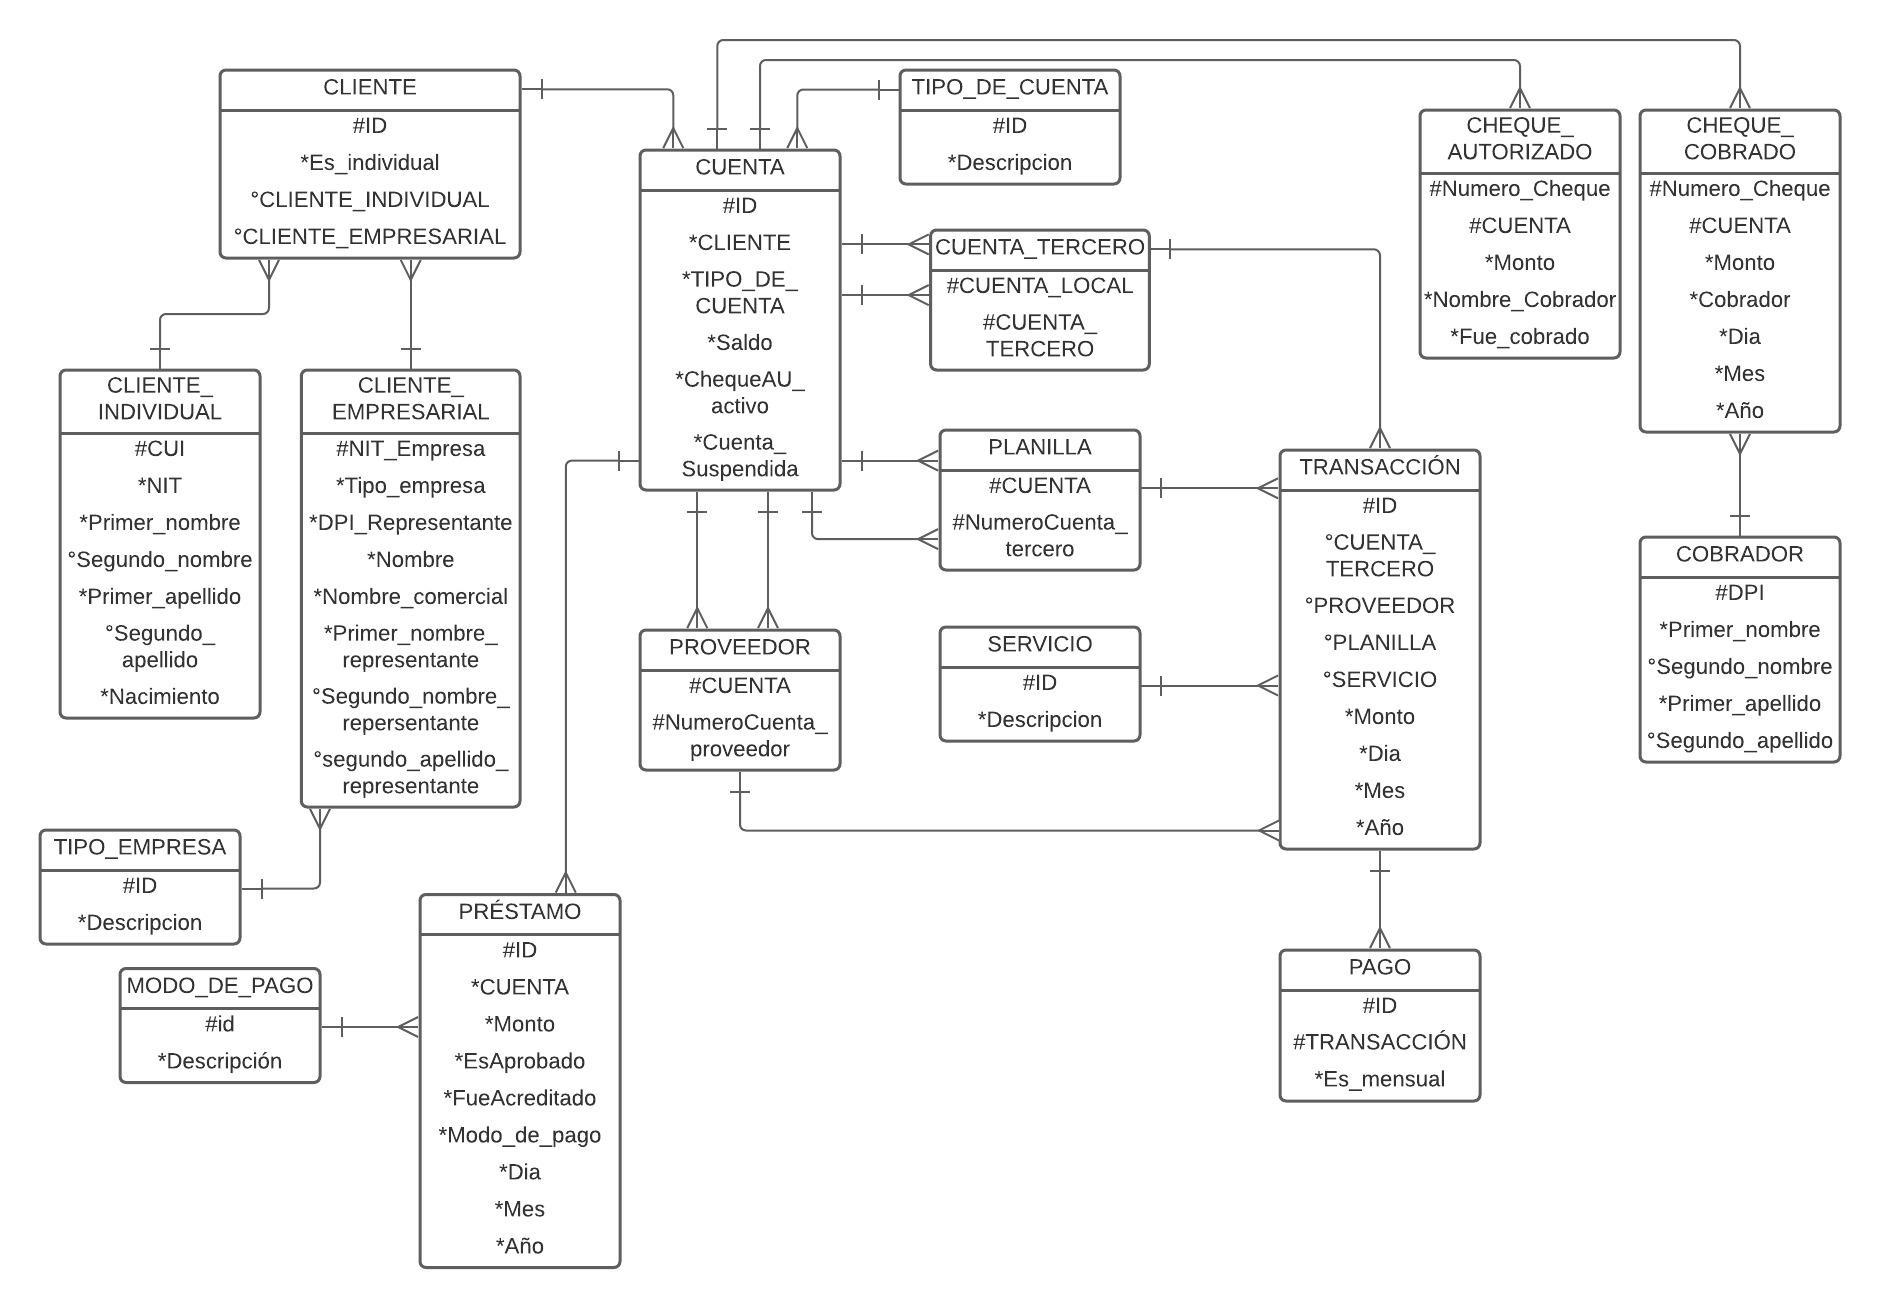 CLIENTE
#ID
*Es_individual
°CLIENTE_INDIVIDUAL
°CLIENTE_EMPRESARIAL
TIPO_DE_CUENTA
#ID
*Descripcion
CUENTA
#ID
*CLIENTE
*TIPO_DE_
CUENTA
*Saldo
*ChequeAU_
activo
*Cuenta_
Suspendida
CUENTA_TERCERO
#CUENTA_LOCAL
#CUENTA_
TERCERO
CHEQUE_
AUTORIZADO
#Numero_Cheque
#CUENTA
*Monto
*Nombre_Cobrador
*Fue_cobrado
CHEQUE_
COBRADO
#Numero_Cheque
#CUENTA
*Monto
*Cobrador
*Dia
*Mes
*Año
CLIENTE_
INDIVIDUAL
#CUI
*NIT
*Primer_nombre
°Segundo_nombre
*Primer_apellido
°Segundo_
apellido
*Nacimiento
CLIENTE_
EMPRESARIAL
#NIT_Empresa
*Tipo_empresa
*DPI_Representante
*Nombre
*Nombre_comercial
*Primer_nombre_
representante
°Segundo_nombre_
repersentante
°segundo_apellido_
representante
PLANILLA
#CUENTA
#NumeroCuenta_
tercero
TRANSACCIÓN
#ID
°CUENTA_
TERCERO
°PROVEEDOR
°PLANILLA
°SERVICIO
*Monto
*Dia
*Mes
*Año
COBRADOR
#DPI
*Primer_nombre
°Segundo_nombre
*Primer_apellido
°Segundo_apellido
PROVEEDOR
#CUENTA
#NumeroCuenta_
proveedor
SERVICIO
#ID
*Descripcion
TIPO_EMPRESA
#ID
*Descripcion
PRÉSTAMO
#ID
*CUENTA
*Monto
*EsAprobado
*FueAcreditado
*Modo_de_pago
*Dia
*Mes
*Año
MODO_DE_PAGO
#id
*Descripción
PAGO
#ID
#TRANSACCIÓN
*Es_mensual